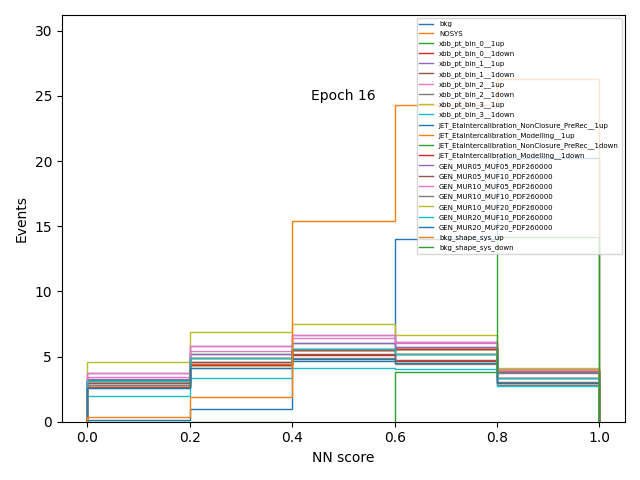 30
25
20
15
10
5
0
Events
Epoch 16
bkg
NOSYS
xbb_pt_bin_0__1up
xbb_pt_bin_0__1down
xbb_pt_bin_1__1up
xbb_pt_bin_1__1down
xbb_pt_bin_2__1up
xbb_pt_bin_2__1down
xbb_pt_bin_3__1up
xbb_pt_bin_3__1down
JET_EtaIntercalibration_NonClosure_PreRec__1up
JET_EtaIntercalibration_Modelling__1up
JET_EtaIntercalibration_NonClosure_PreRec__1down
JET_EtaIntercalibration_Modelling__1down
GEN_MUR05_MUF05_PDF260000
GEN_MUR05_MUF10_PDF260000
GEN_MUR10_MUF05_PDF260000
GEN_MUR10_MUF10_PDF260000
GEN_MUR10_MUF20_PDF260000
GEN_MUR20_MUF10_PDF260000
GEN_MUR20_MUF20_PDF260000
bkg_shape_sys_up
bkg_shape_sys_down
0.0 0.2 0.4 0.6 0.8 1.0
NN score